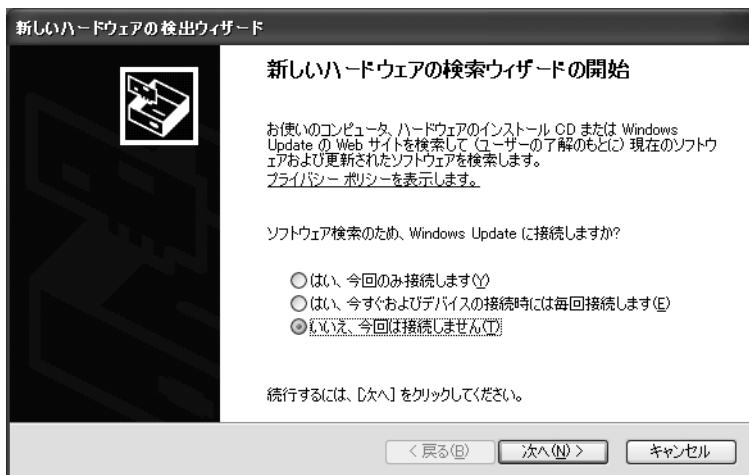 新しいハードウェアの検出ウィザード
新しいハードウェアの検索ウィザードの開始
お使いのコンピュータ、ハードウェアのインストール CD または Windows
Update の Web サイトを検索して (ユーザーの了解のもとに) 現在のソフトウ
ェアおよび更新されたソフトウェアを検索します。
プライバシー ポリシーを表示します。
ソフトウェア検索のため、Windows Update に接続しますか?
はい、今回のみ接続します(Y)
はい、今すぐおよびデバイスの接続時には毎回接続します(E)
いいえ、今回は接続しません(T)
続行するには、[次へ] をクリックしてください。
< 戻る(B)
次へ(N) >
キャンセル